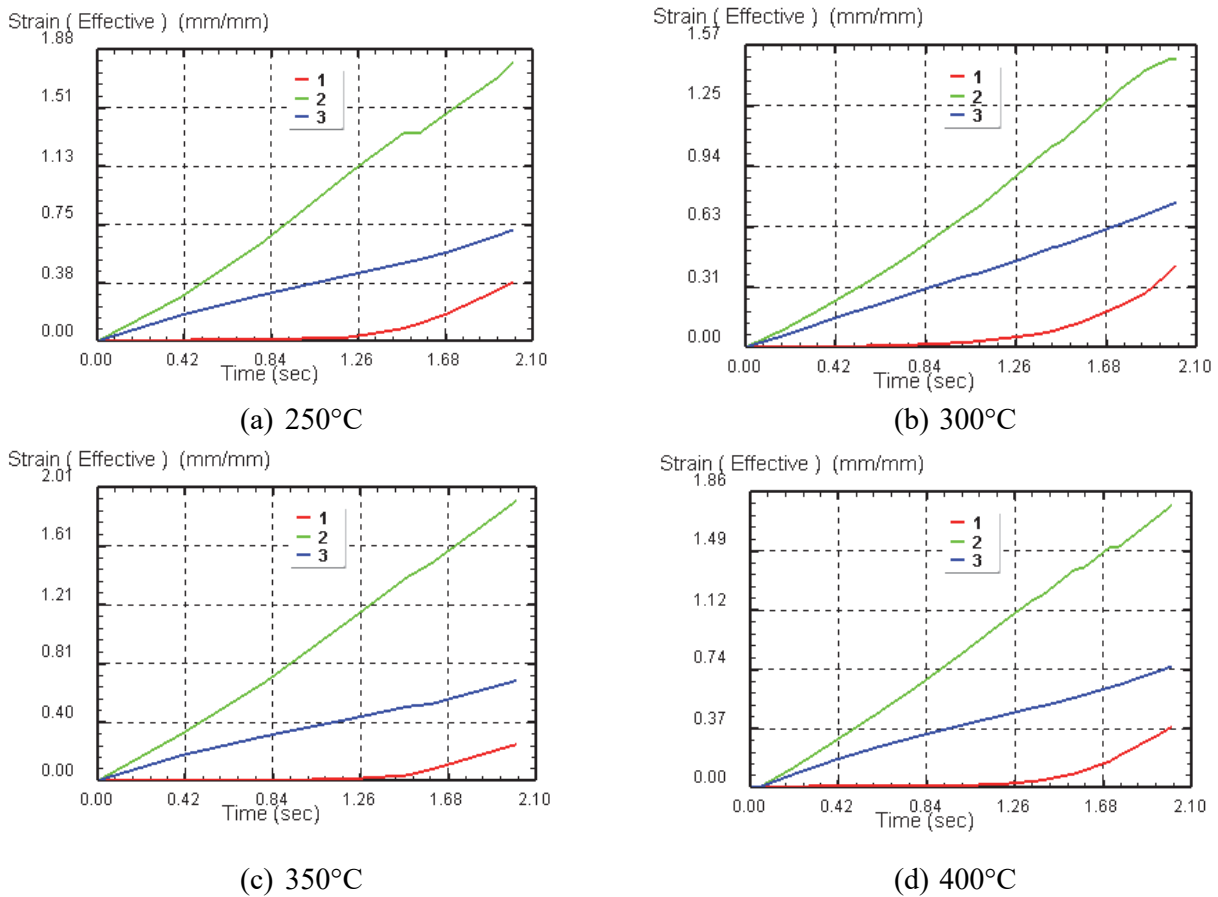 Strain ( Effective ) (mm/mm)
1.88
1.51
1.13
0.75
0.38
0.00
1
2
3
0.00 0.42 0.84 1.26 1.68 2.10
Time (sec)
(a) 250°C
Strain ( Effective ) (mm/mm)
1.57
1.25
0.94
0.63
0.31
0.00
1
2
3
0.00 0.42 0.84 1.26 1.68 2.10
Time (sec)
(b) 300°C
Strain ( Effective ) (mm/mm)
2.01
1.61
1.21
0.81
0.40
0.00
1
2
3
0.00 0.42 0.84 1.26 1.68 2.10
Time (sec)
(c) 350°C
Strain ( Effective ) (mm/mm)
1.86
1.49
1.12
0.74
0.37
0.00
1
2
3
0.00 0.42 0.84 1.26 1.68 2.10
Time (sec)
(d) 400°C